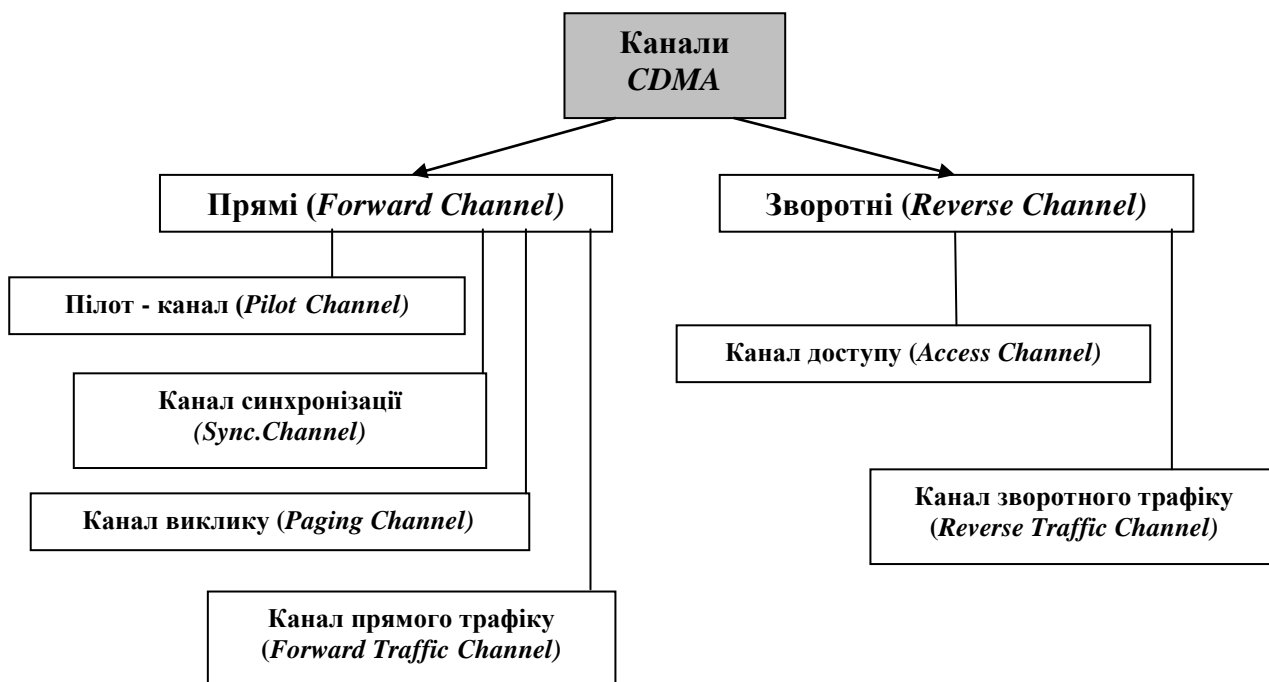 Канали
CDMA
Прямі (Forward Channel)
Зворотні (Reverse Channel)
Пілот - канал (Pilot Channel)
Канал доступу (Access Channel)
Канал синхронізації
(Sync.Channel)
Канал виклику (Paging Channel)
Канал зворотного трафіку
(Reverse Traffic Channel)
Канал прямого трафіку
(Forward Traffic Channel)